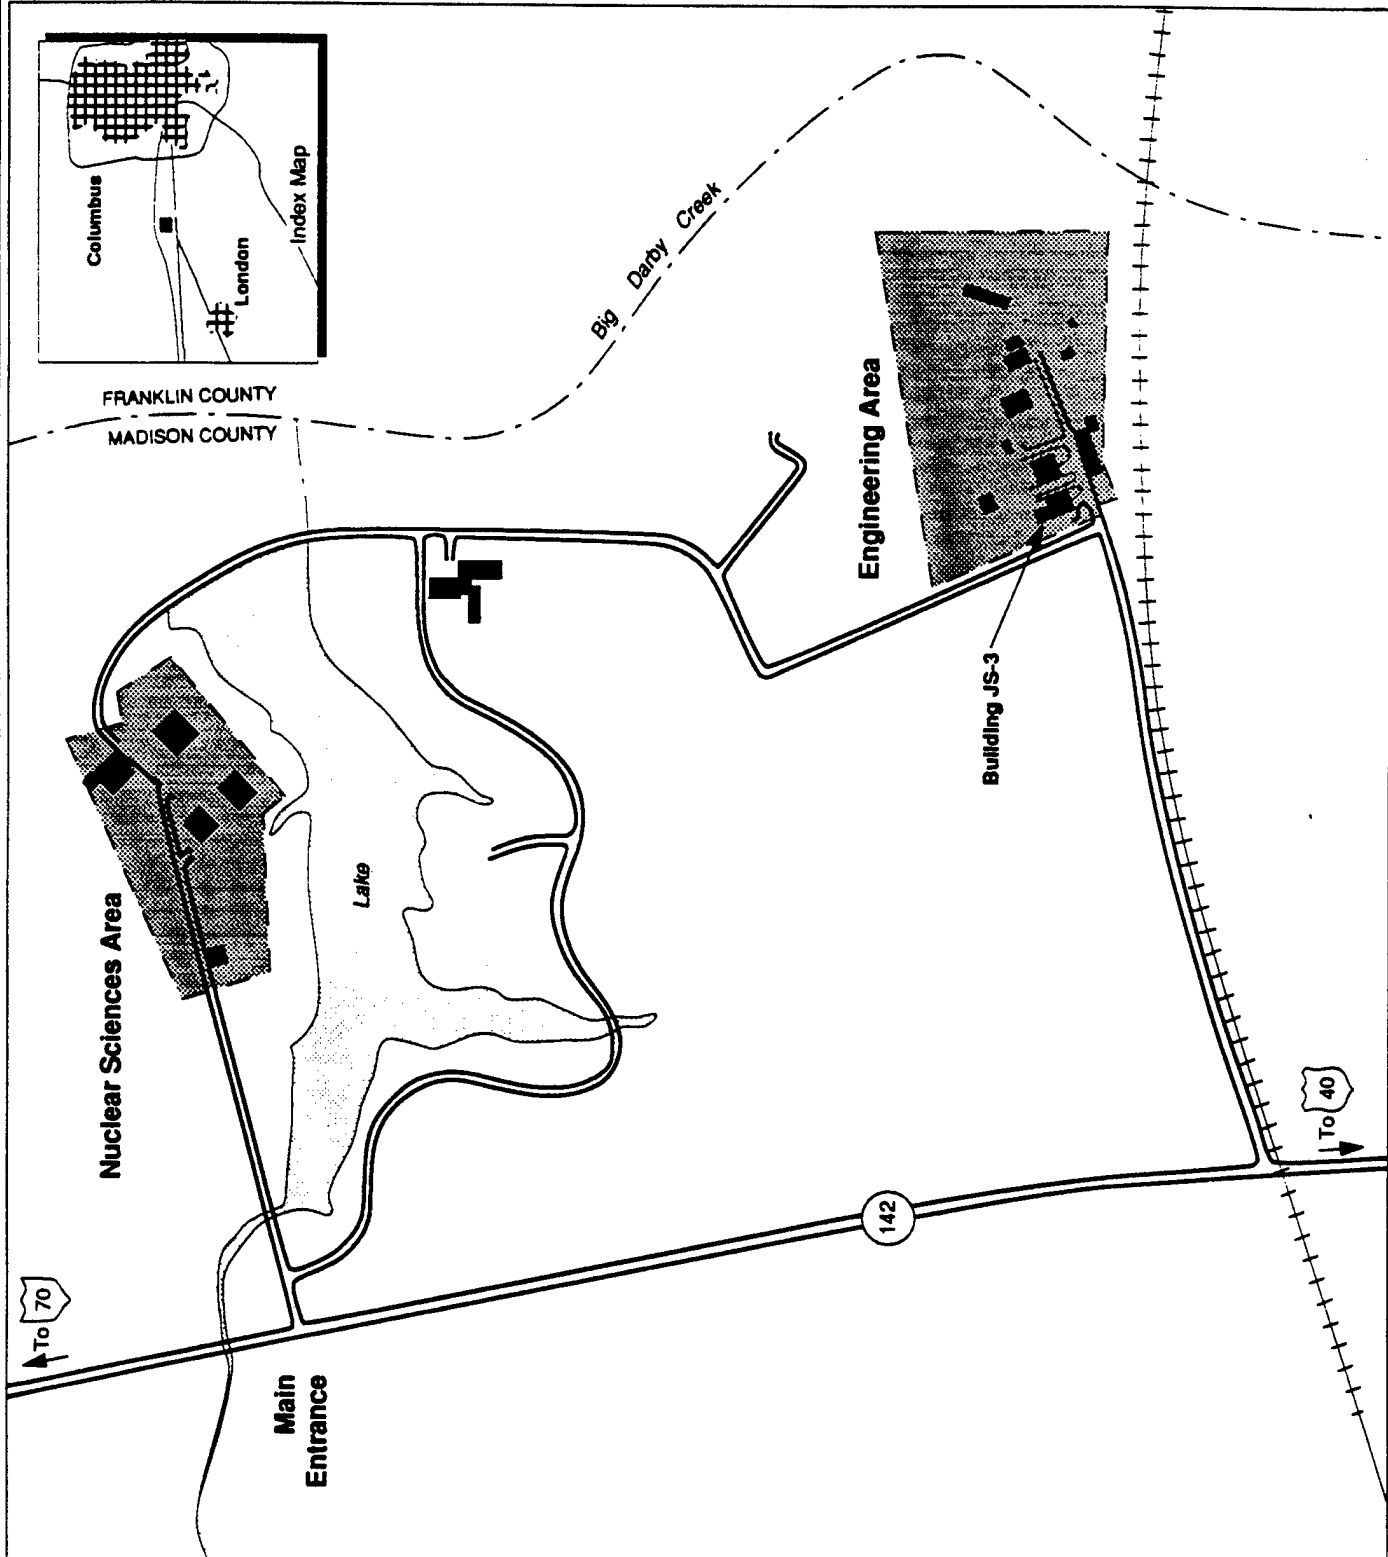 Columbus
London
Index Map
FRANKLIN COUNTY
MADISON COUNTY
Big Darby Creek
Engineering Area
Building JS-3
Nuclear Sciences Area
Lake
To 70
Main
Entrance
142
To 40